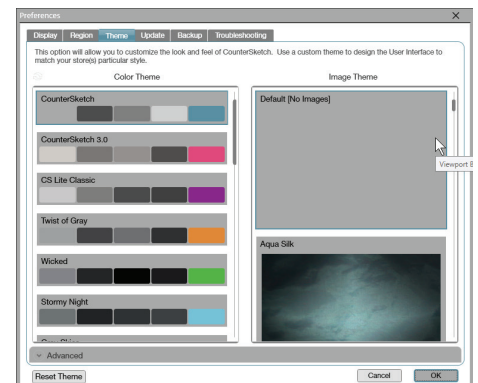 Preferences
Display Region Theme Update Backup Troubleshooting
This option will allow you to customize the look and feel of CounterSketch. Use a custom theme to design the User Interface to
match your store(s) particular style.
Color Theme
Image Theme
CounterSketch
CounterSketch 3.0
CS Lite Classic
Twist of Gray
Wicked
Stormy Night
Default [No Images]
Viewport
Aqua Silk
Advanced
Reset Theme
Cancel
OK